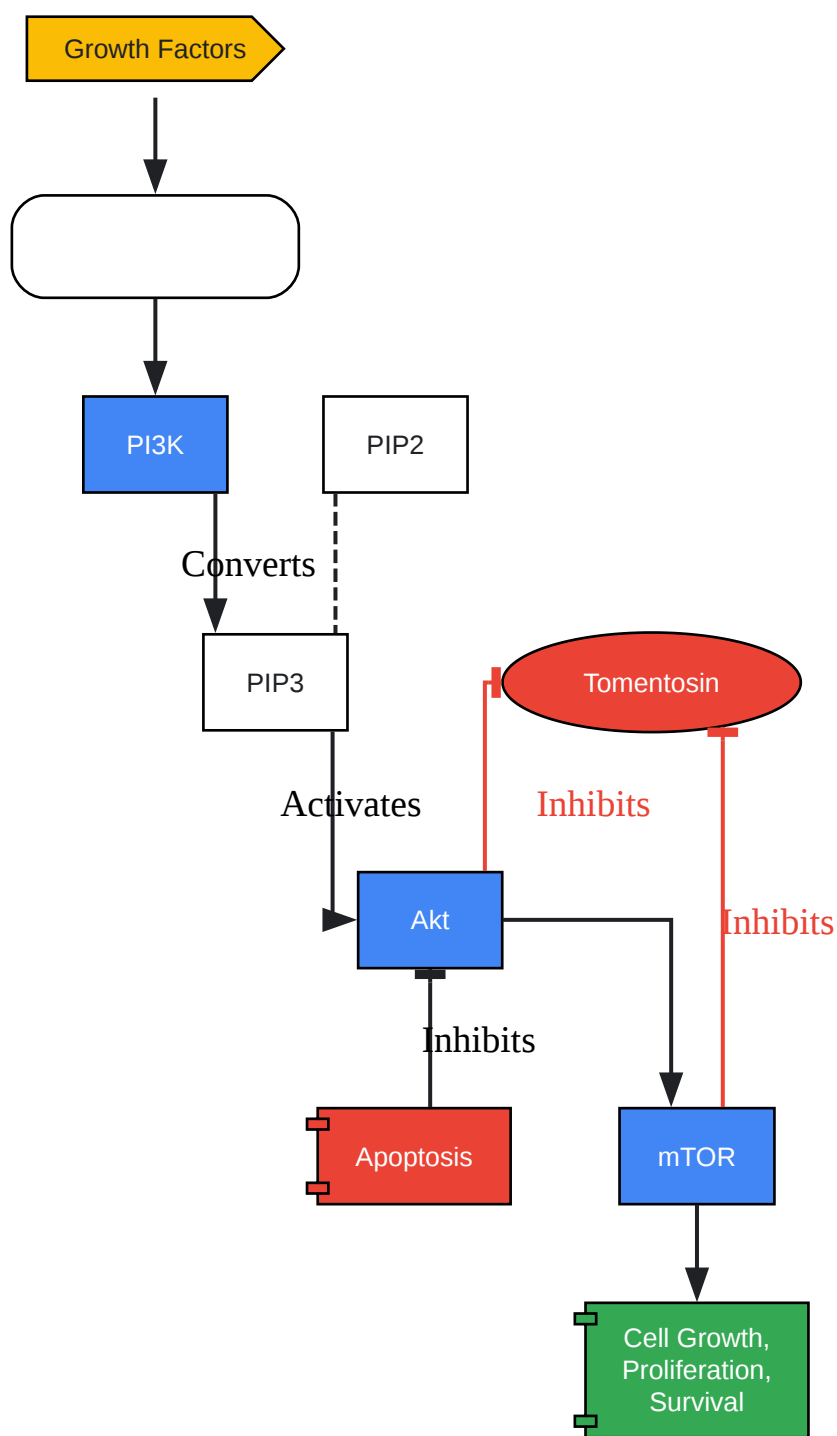 Growth Factors
PI3K
PIP2
Converts
PIP3
Tomentosin
Activates
Inhibits
Akt
Inhibits
Inhibits
Apoptosis
mTOR
Cell Growth,
Proliferation,
Survival